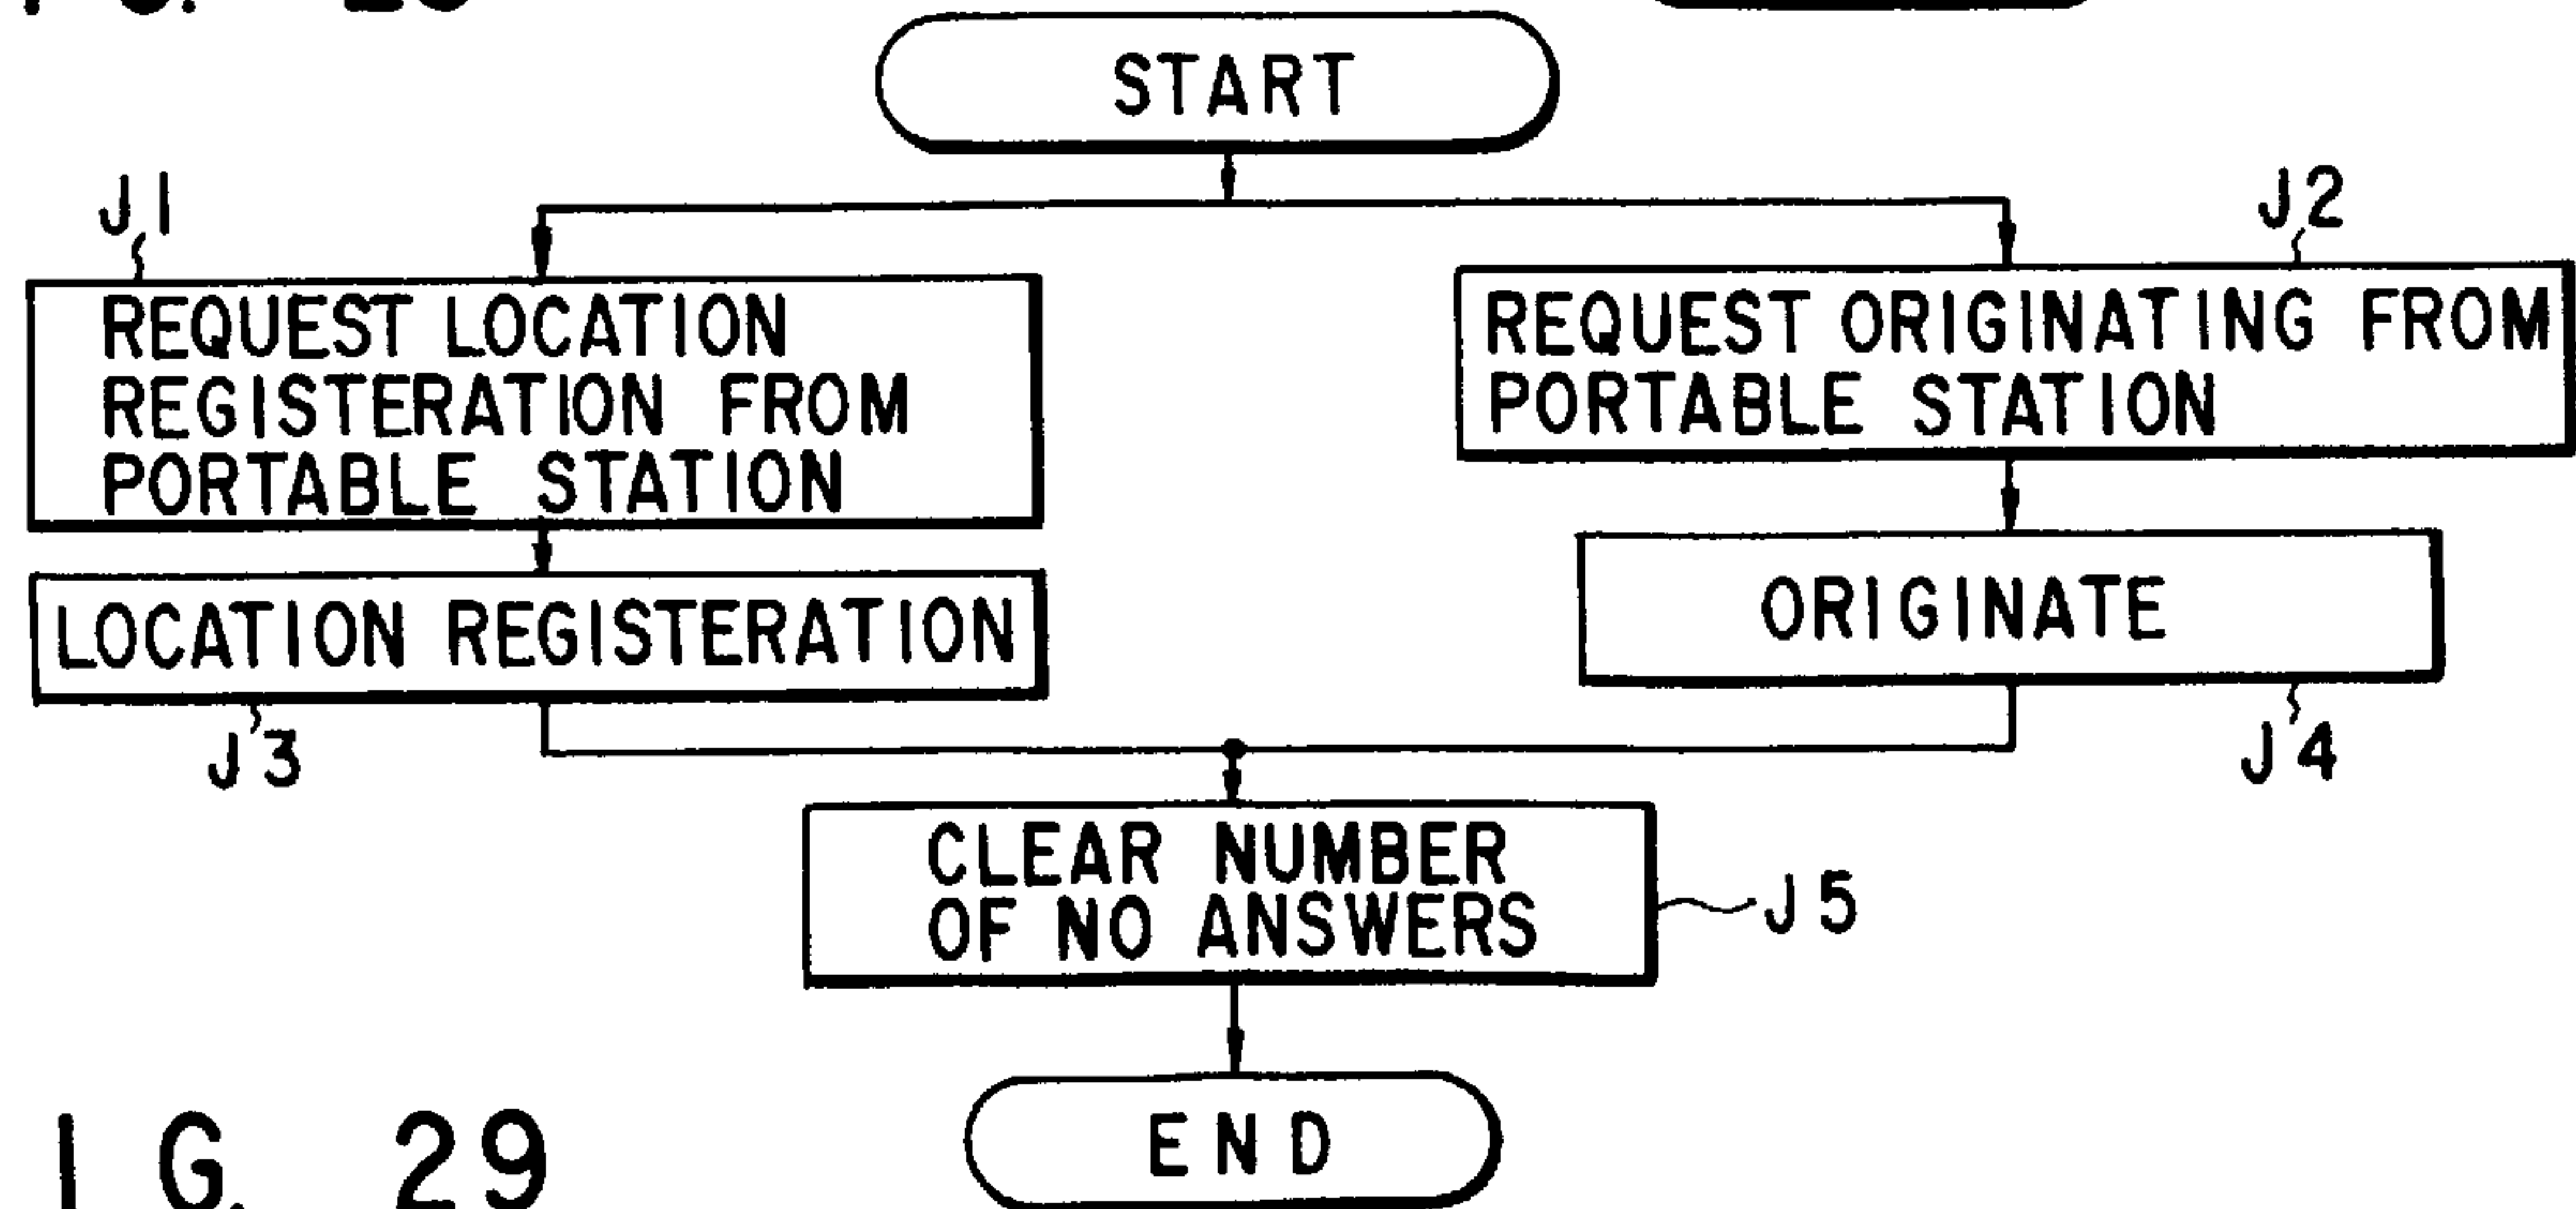 START
J1
J2
REQUEST LOCATION
REGISTERATION FROM
PORTABLE STATION
REQUEST ORIGINATING FROM
PORTABLE STATION
LOCATION REGISTERATION
ORIGINATE
J3
J4
CLEAR NUMBER
OF NO ANSWERS
J5
END
IG. 29